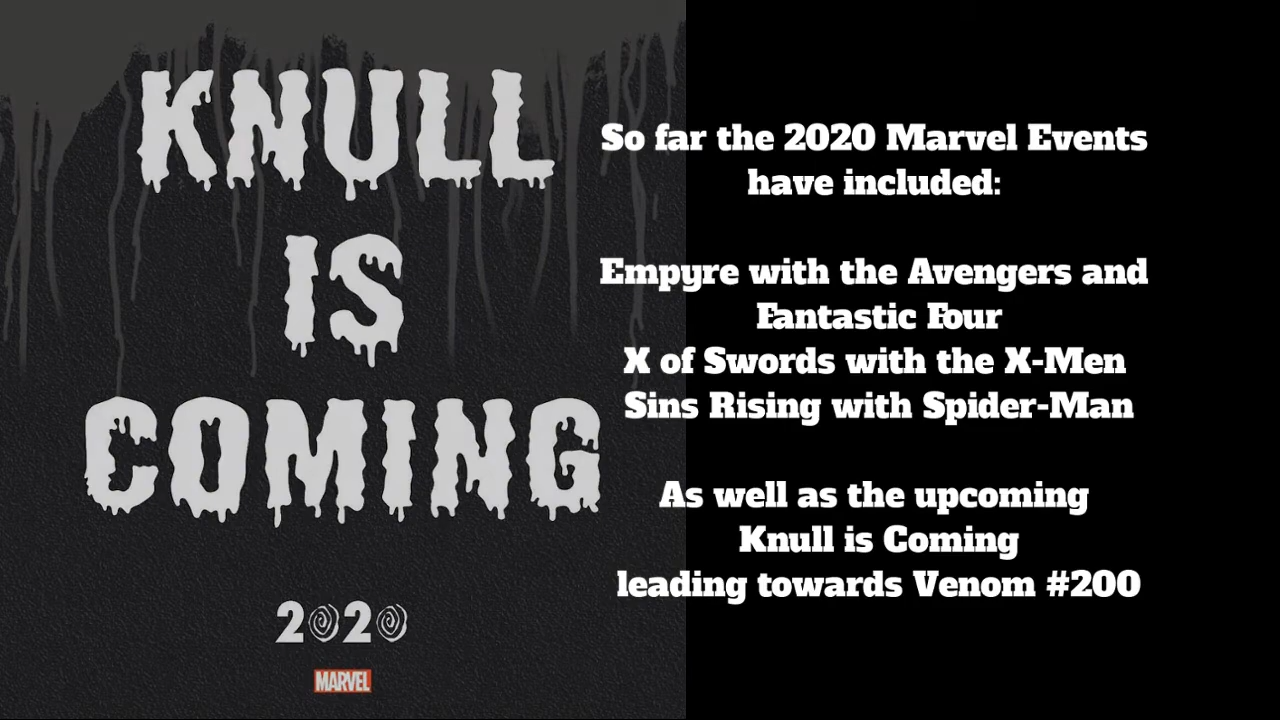 KNULL
IS
COMING
2020
MARVEL
So far the 2020 Marvel Events
have included:
Empyre with the Avengers and
Fantastic Four
X of Swords with the X-Men
Sins Rising with Spider-Man
As well as the upcoming
Knull is Coming
leading towards Venom #200